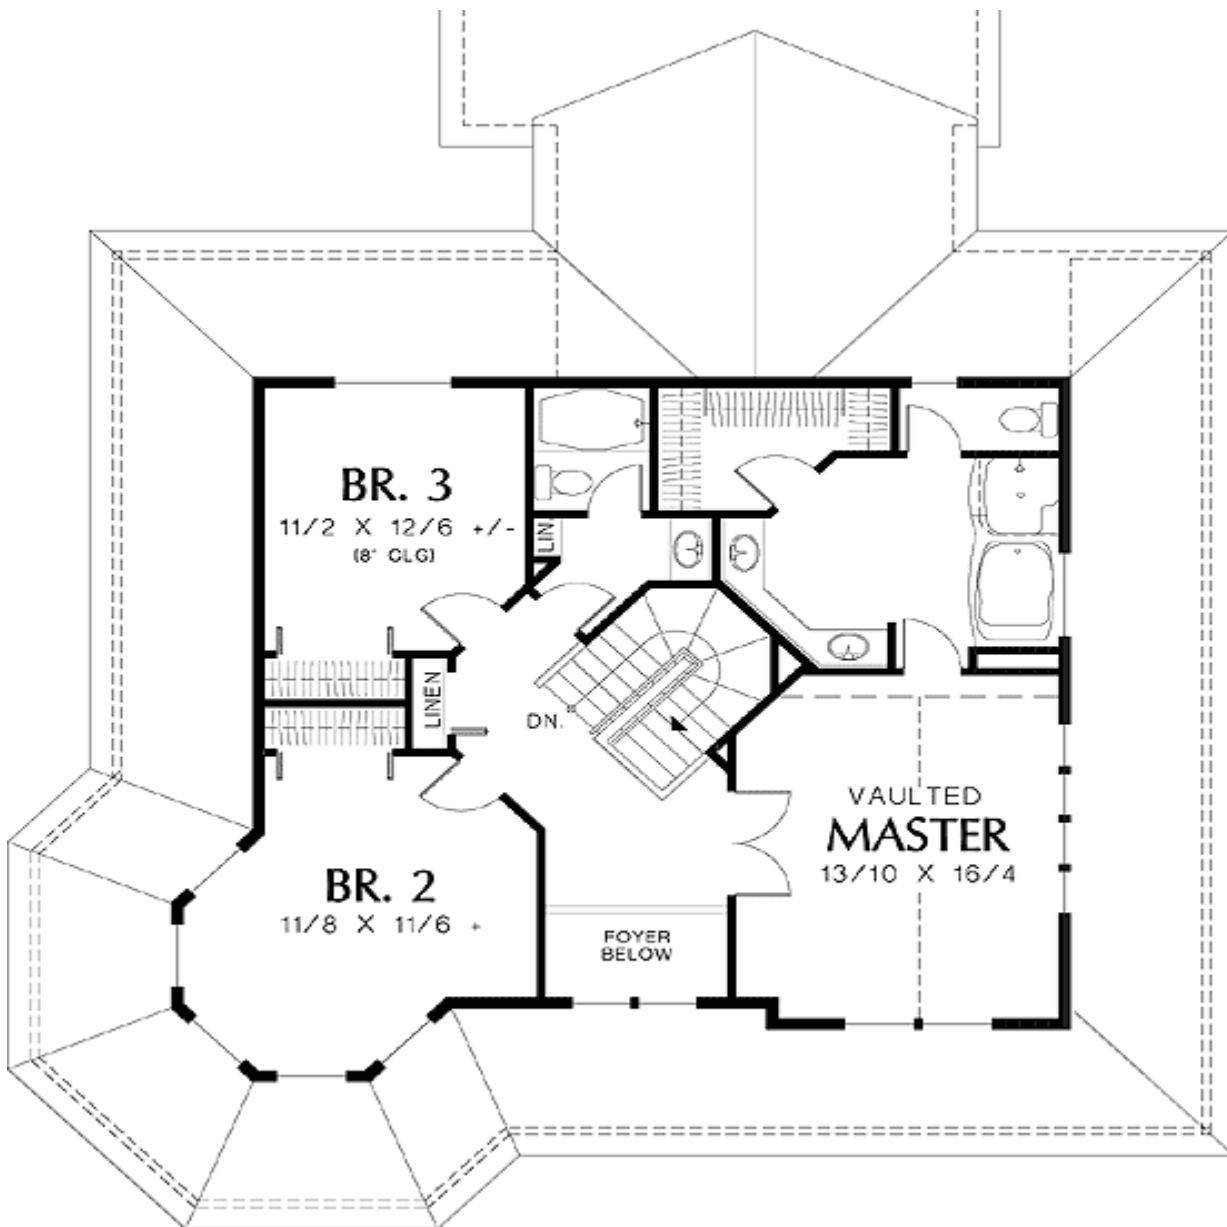 BR. 3
11/2 X 12/6 +/-
(8' CLG)
LIN.
LINEN
DN.
VAULTED
MASTER
13/10 X 16/4
BR. 2
11/8 X 11/6 +
FOYER
BELOW